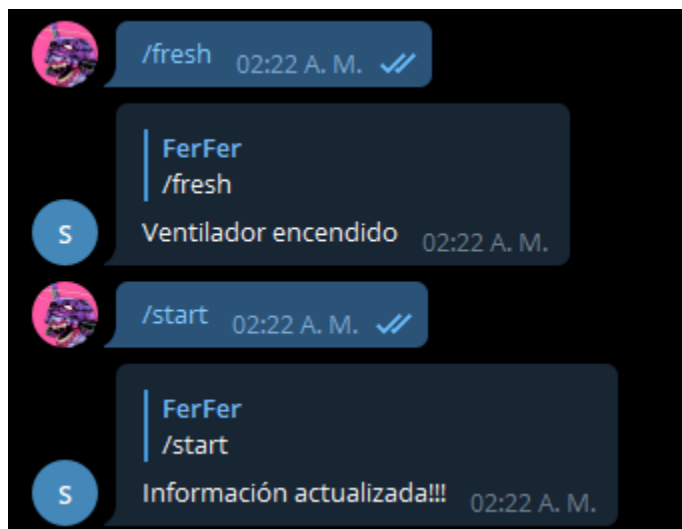 /fresh 02:22 A. M.
FerFer
/fresh
S
Ventilador encendido 02:22 A. M.
/start 02:22 A. M.
FerFer
/start
S
Información actualizada!!! 02:22 A. M.